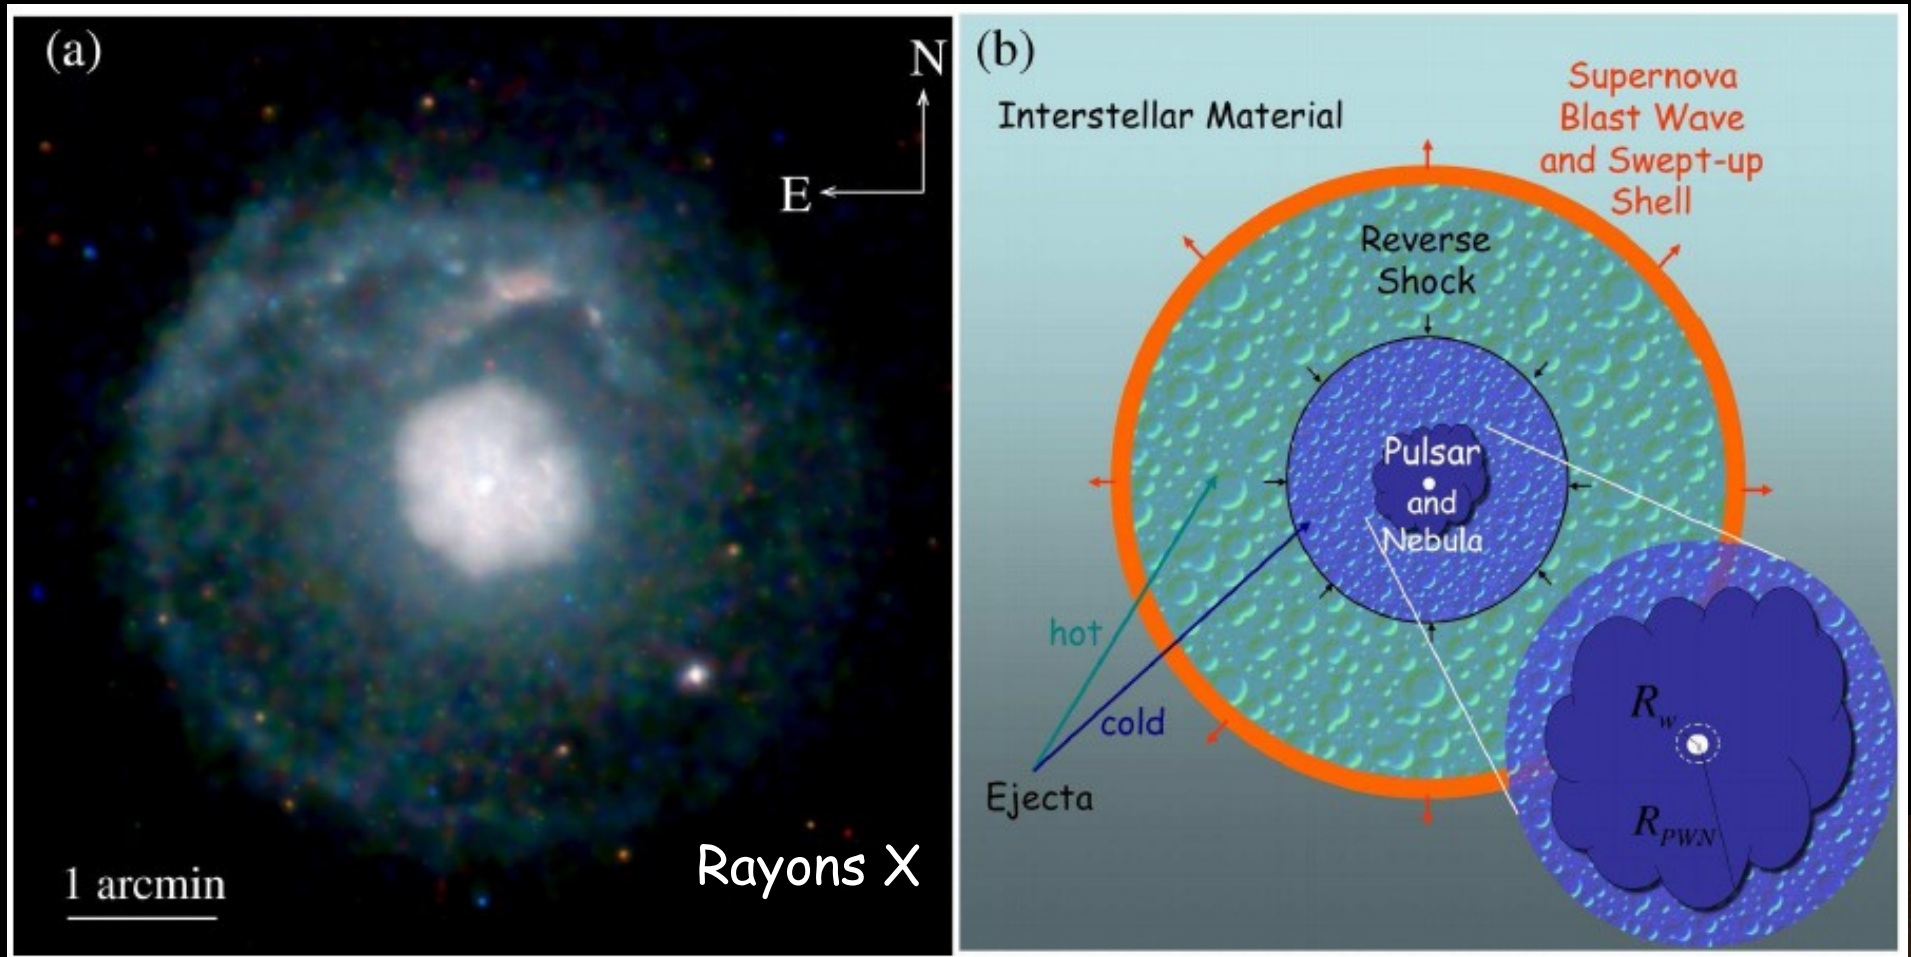 (a)
N
E
1 arcmin
Rayons X
(b)
Interstellar Material
Supernova
Blast Wave
and Swept-up
Shell
Reverse
Shock
Pulsar
and
Nebula
hot
cold
Ejecta
R_w
R_PWN